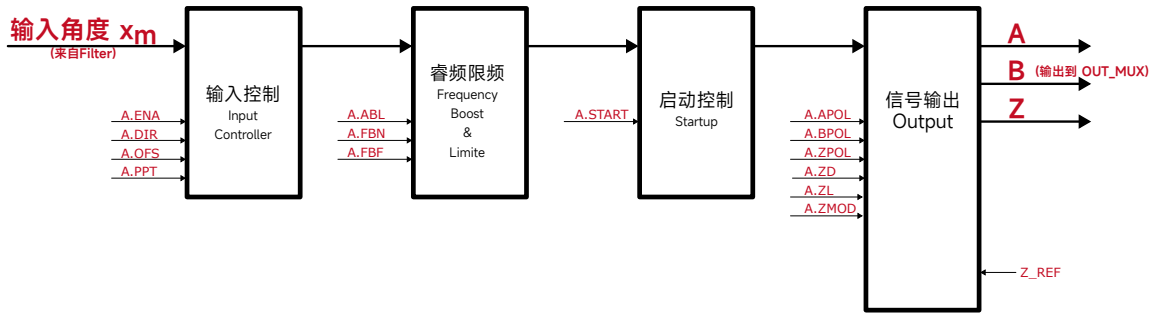 输入角度 xm
(来自Filter)
A.ENA
A.DIR
A.OFS
A.PPT
输入控制
Input
Controller
A.ABL
A.FBN
A.FBF
睿频限频
Frequency
Boost
&
Limite
A.START
启动控制
Startup
A.APOL
A.BPOL
A.ZPOL
A.ZD
A.ZL
A.ZMOD
信号输出
Output
A
B (输出到 OUT_MUX)
Z
Z_REF